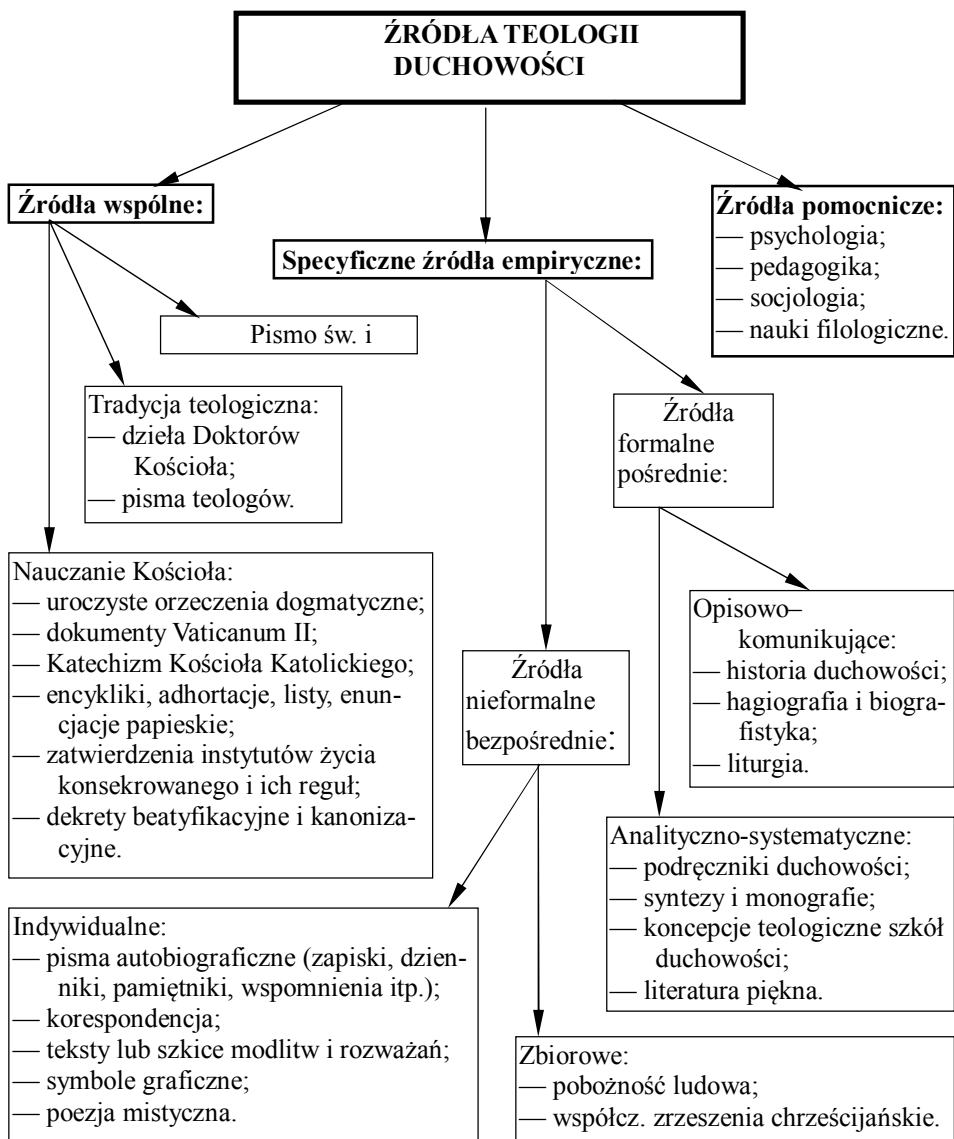 ŹRÓDŁA TEOLOGII
DUCHOWOŚCI
Źródła wspólne:
Specyficzne źródła empiryczne:
Źródła pomocnicze:
— psychologia;
— pedagogika;
— socjologia;
— nauki filologiczne.
Pismo św. i
Tradycja teologiczna:
— dzieła Doktorów
Kościoła;
— pisma teologów.
Nauczanie Kościoła:
— uroczyste orzeczenia dogmatyczne;
— dokumenty Vaticanum II;
— Katechizm Kościoła Katolickiego;
— encykliki, adhortacje, listy, enun-
cjacje papieskie;
— zatwierdzenia instytutów życia
konsekrowanego i ich reguł;
— dekrety beatyfikacyjne i kanoniza-
cyjne.
Źródła
formalne
pośrednie:
Źródła
nieformalne
bezpośrednie:
Opisowo–
komunikujące:
— historia duchowości;
— hagiografia i biogra-
fistyka;
— liturgia.
Analityczno-systematyczne:
— podręczniki duchowości;
— syntezy i monografie;
— koncepcje teologiczne szkół
duchowości;
— literatura piękna.
Indywidualne:
— pisma autobiograficzne (zapiski, dzien-
niki, pamiętniki, wspomnienia itp.);
— korespondencja;
— teksty lub szkice modlitw i rozważań;
— symbole graficzne;
— poezja mistyczna.
Zbiorowe:
— pobożność ludowa;
— współcz. zrzeszenia chrześcijańskie.